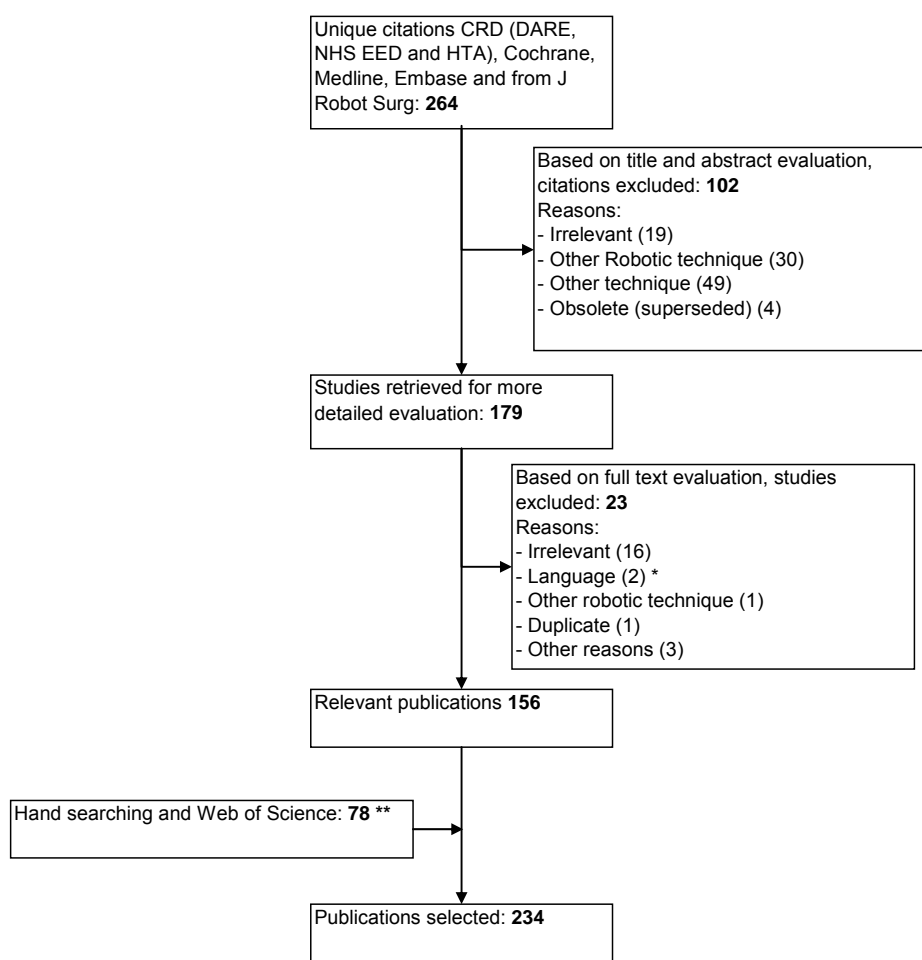 Unique citations CRD (DARE,
NHS EED and HTA), Cochrane,
Medline, Embase and from J
Robot Surg: 264
Based on title and abstract evaluation,
citations excluded: 102
Reasons:
- Irrelevant (19)
- Other Robotic technique (30)
- Other technique (49)
- Obsolete (superseded) (4)
Studies retrieved for more
detailed evaluation: 179
Based on full text evaluation, studies
excluded: 23
Reasons:
- Irrelevant (16)
- Language (2) *
- Other robotic technique (1)
- Duplicate (1)
- Other reasons (3)
Relevant publications 156
Hand searching and Web of Science: 78 **
Publications selected: 234